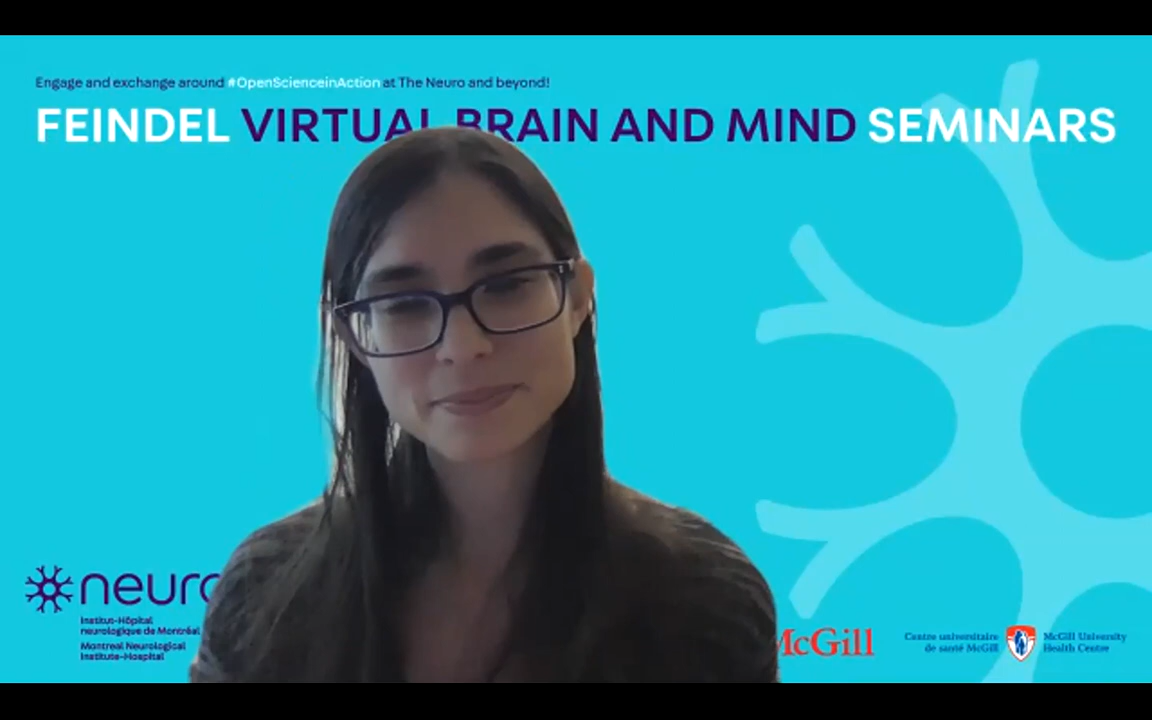 Engage and exchange around #OpenScienceinAction at The Neuro and beyond!
FEINDEL VIRTUAL BRAIN AND MIND SEMINARS
neuro
Institut-Hôpital
neurologique de Montréal
Montreal Neurological
Institute-Hospital
McGill
Centre universitaire
de santé McGill
McGill University
Health Centre